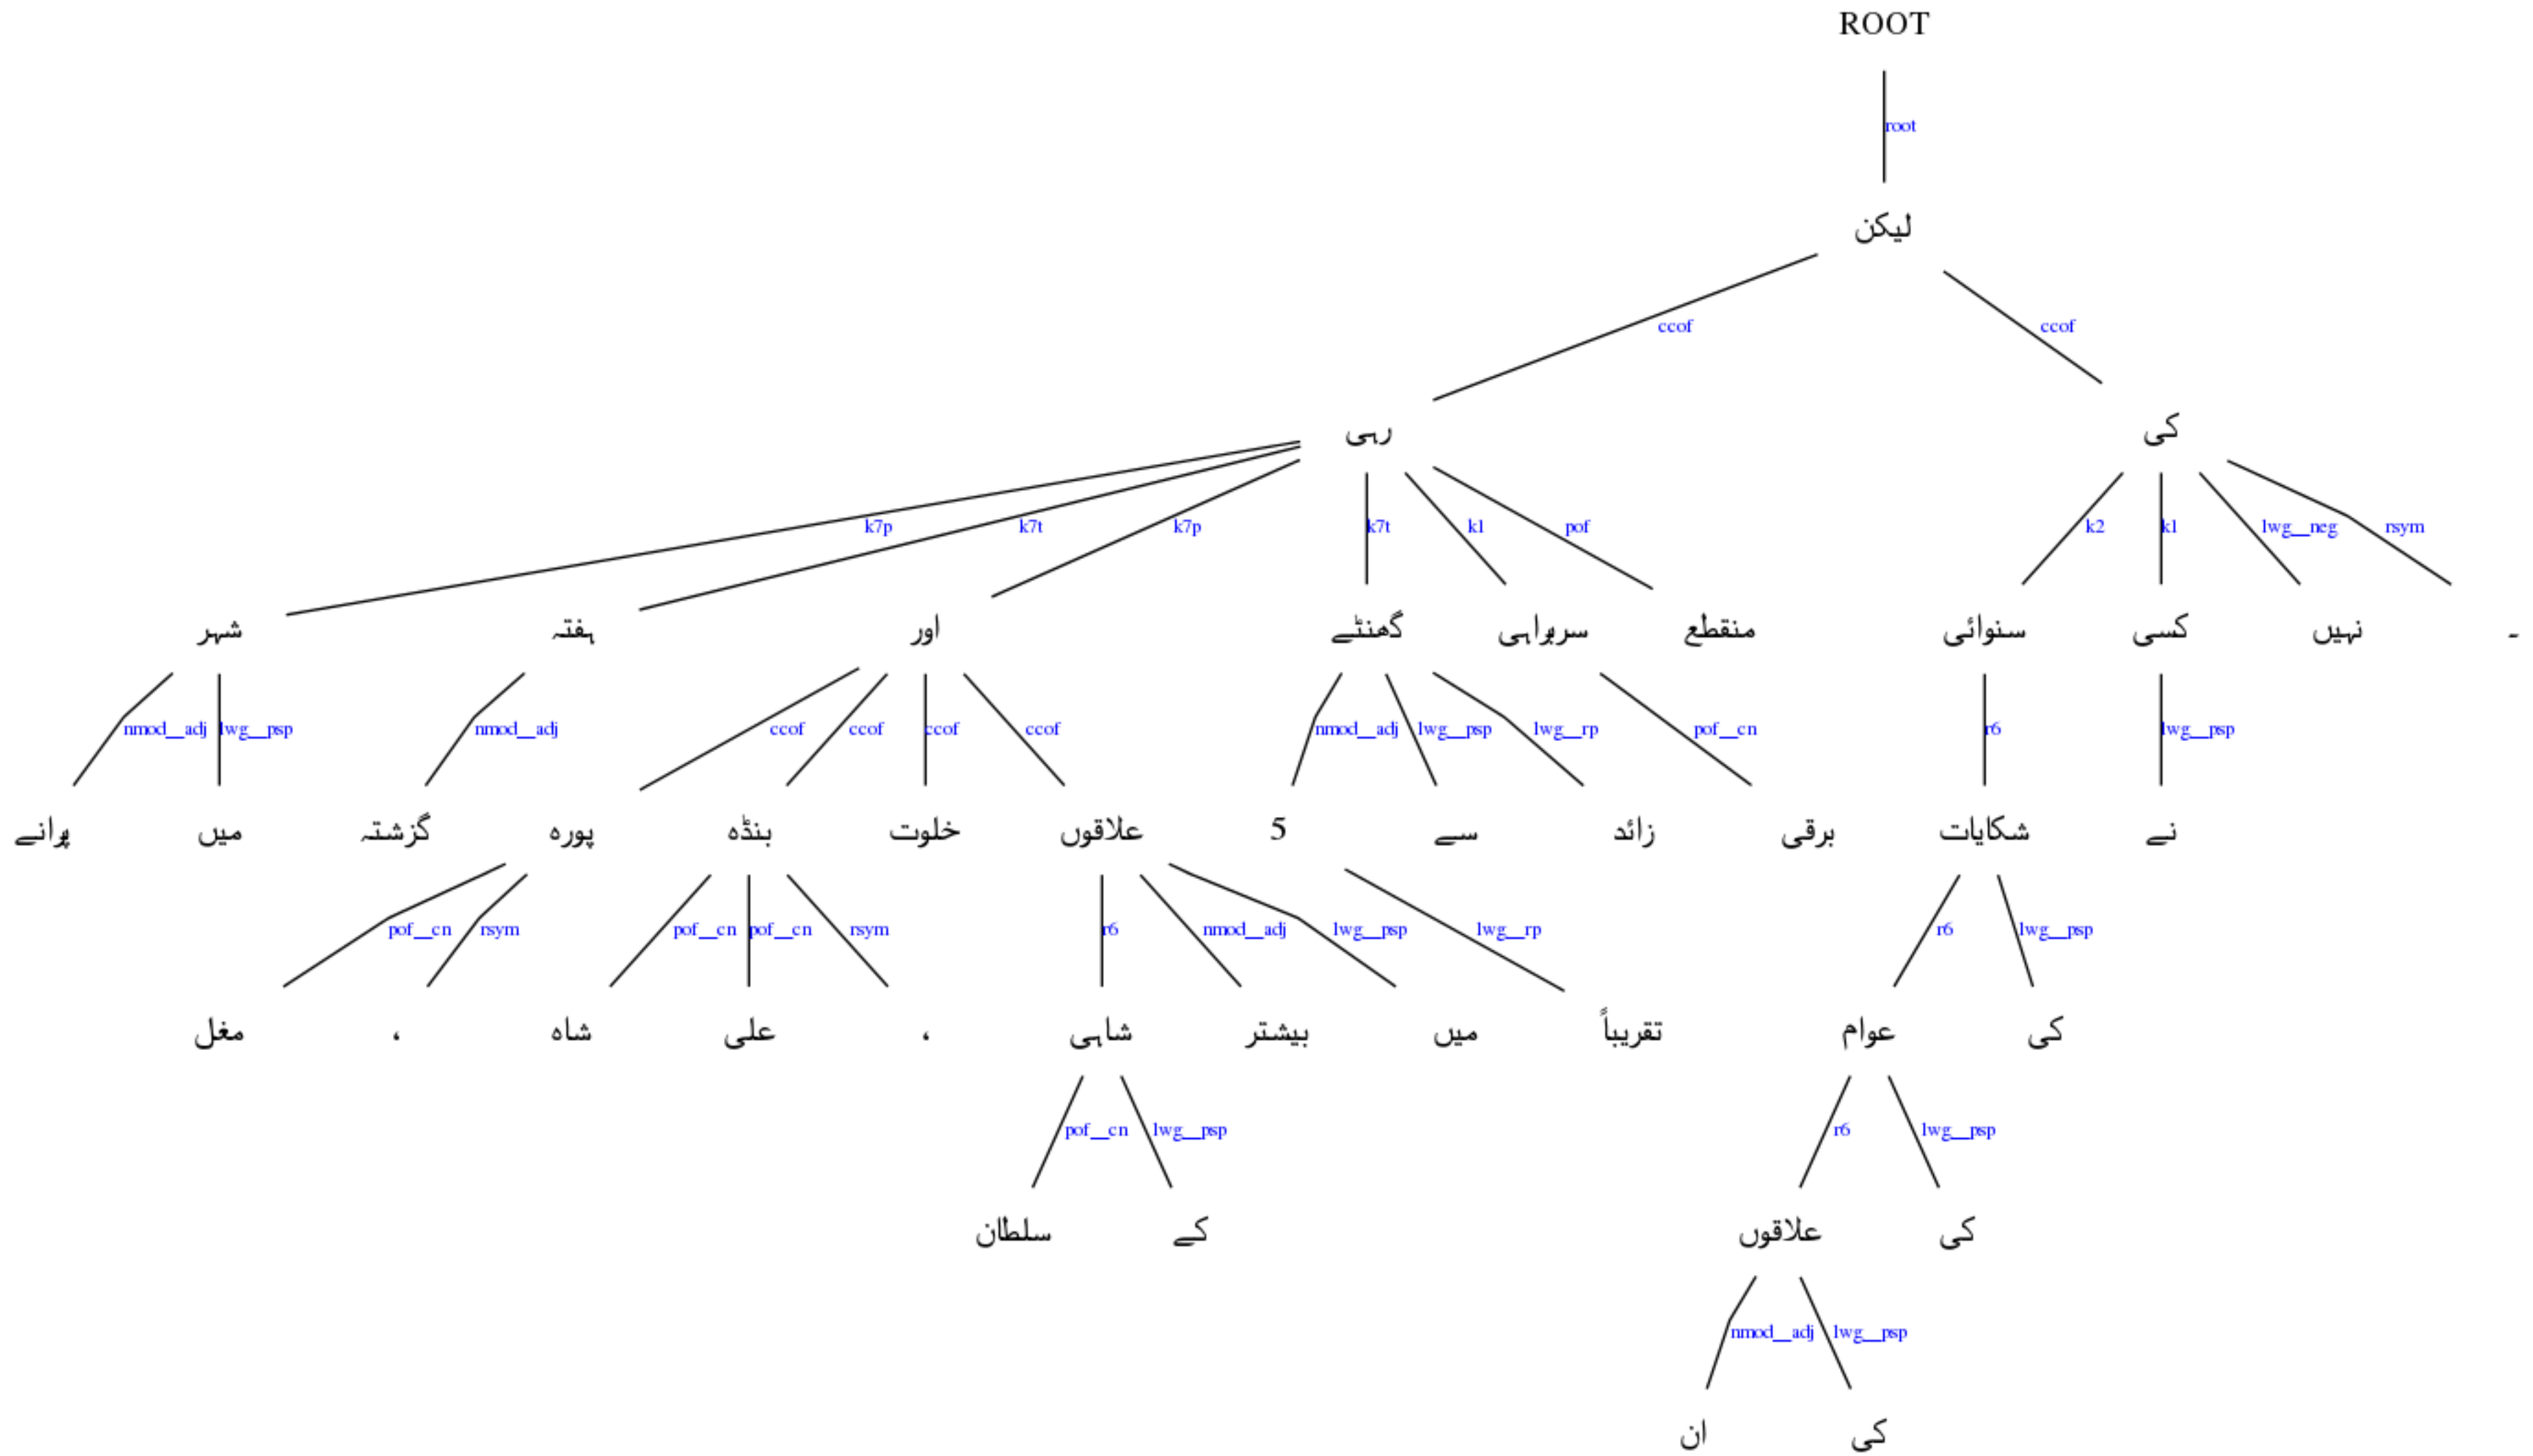 ROOT
root
لیکن
ccof ccof
رہی کی
k7p k7t k7p k7t k1 pof k2 k1 lwg__neg rsym
شہر ہفتہ اور گھنٹے سربراہی منقطع سنوائی کسی نہیں ۔
nmod__adj lwg__psp nmod__adj ccof ccof ccof ccof nmod__adj lwg__psp lwg__rp pof__cn r6 lwg__psp
پرانے میں گزشتہ پورہ بنڈہ خلوت علاقوں 5 سے زائد برقی شکایات نے
pof__cn rsym pof__cn pof__cn rsym r6 nmod__adj lwg__psp lwg__rp r6 lwg__psp
مغل ، شاہ علی ، شاہی بیشتر میں تقریباً عوام کی
pof__cn lwg__psp r6 lwg__psp
سلطان کے علاقوں کی
nmod__adj lwg__psp
ان کی